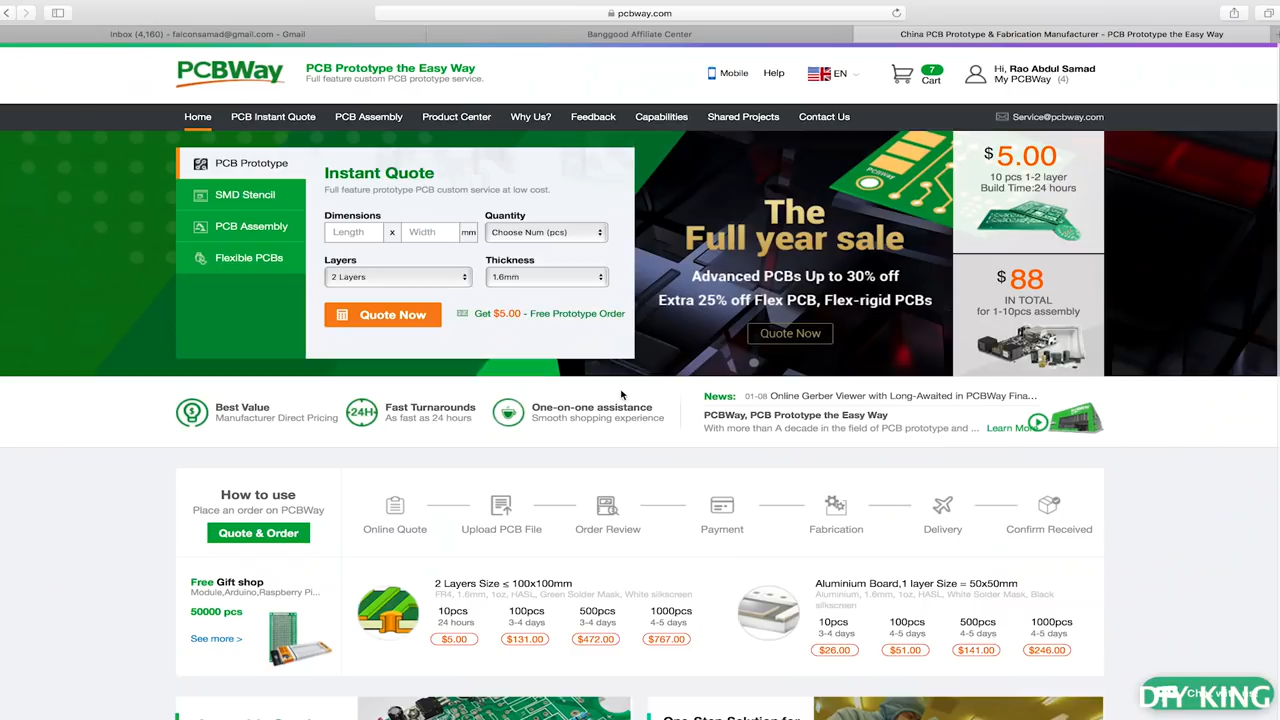 pcbway.com
Inbox (4,160) – faiconsamad@gmail.com – Gmail
Banggood Affiliate Center
China PCB Prototype & Fabrication Manufacturer – PCB Prototype the Easy Way
PCBWay
PCB Prototype the Easy Way
Full feature custom PCB prototype service.
Mobile
Help
EN
7
Cart
Hi, Rao Abdul Samad
My PCBWay (4)
Home
PCB Instant Quote
PCB Assembly
Product Center
Why Us?
Feedback
Capabilities
Shared Projects
Contact Us
Service@pcbway.com
PCB Prototype
SMD Stencil
PCB Assembly
Flexible PCBs
Instant Quote
Full feature prototype PCB custom service at low cost.
Dimensions
Quantity
Length
x
Width
mm
Choose Num (pcs)
Layers
Thickness
2 Layers
1.6mm
Quote Now
Get $5.00 - Free Prototype Order
The
Full year sale
Advanced PCBs Up to 30% off
Extra 25% off Flex PCB, Flex-rigid PCBs
Quote Now
$5.00
10 pcs 1-2 layer
Build Time:24 hours
$88
IN TOTAL
for 1-10pcs assembly
Best Value
Manufacturer Direct Pricing
24H
Fast Turnarounds
As fast as 24 hours
One-on-one assistance
Smooth shopping experience
News:
01-08 Online Gerber Viewer with Long-Awaited in PCBWay Fina...
PCBWay, PCB Prototype the Easy Way
With more than A decade in the field of PCB prototype and ...
Learn More
How to use
Place an order on PCBWay
Quote & Order
Online Quote
Upload PCB File
Order Review
Payment
Fabrication
Delivery
Confirm Received
Free Gift shop
Module,Arduino,Raspberry Pi...
50000 pcs
See more >
2 Layers Size ≤ 100x100mm
FR4, 1.6mm, 1oz, HASL, Green Solder Mask, White silkscreen
10pcs
100pcs
500pcs
1000pcs
24 hours
3-4 days
3-4 days
4-5 days
$5.00
$131.00
$472.00
$767.00
Aluminium Board,1 layer Size = 50x50mm
Aluminium, 1.6mm, 1oz, HASL, White Sorder Mask, Black
silkscreen
10pcs
100pcs
500pcs
1000pcs
3-4 days
4-5 days
4-5 days
4-5 days
$26.00
$51.00
$141.00
$246.00
One-Stop Solution for
DIY KING